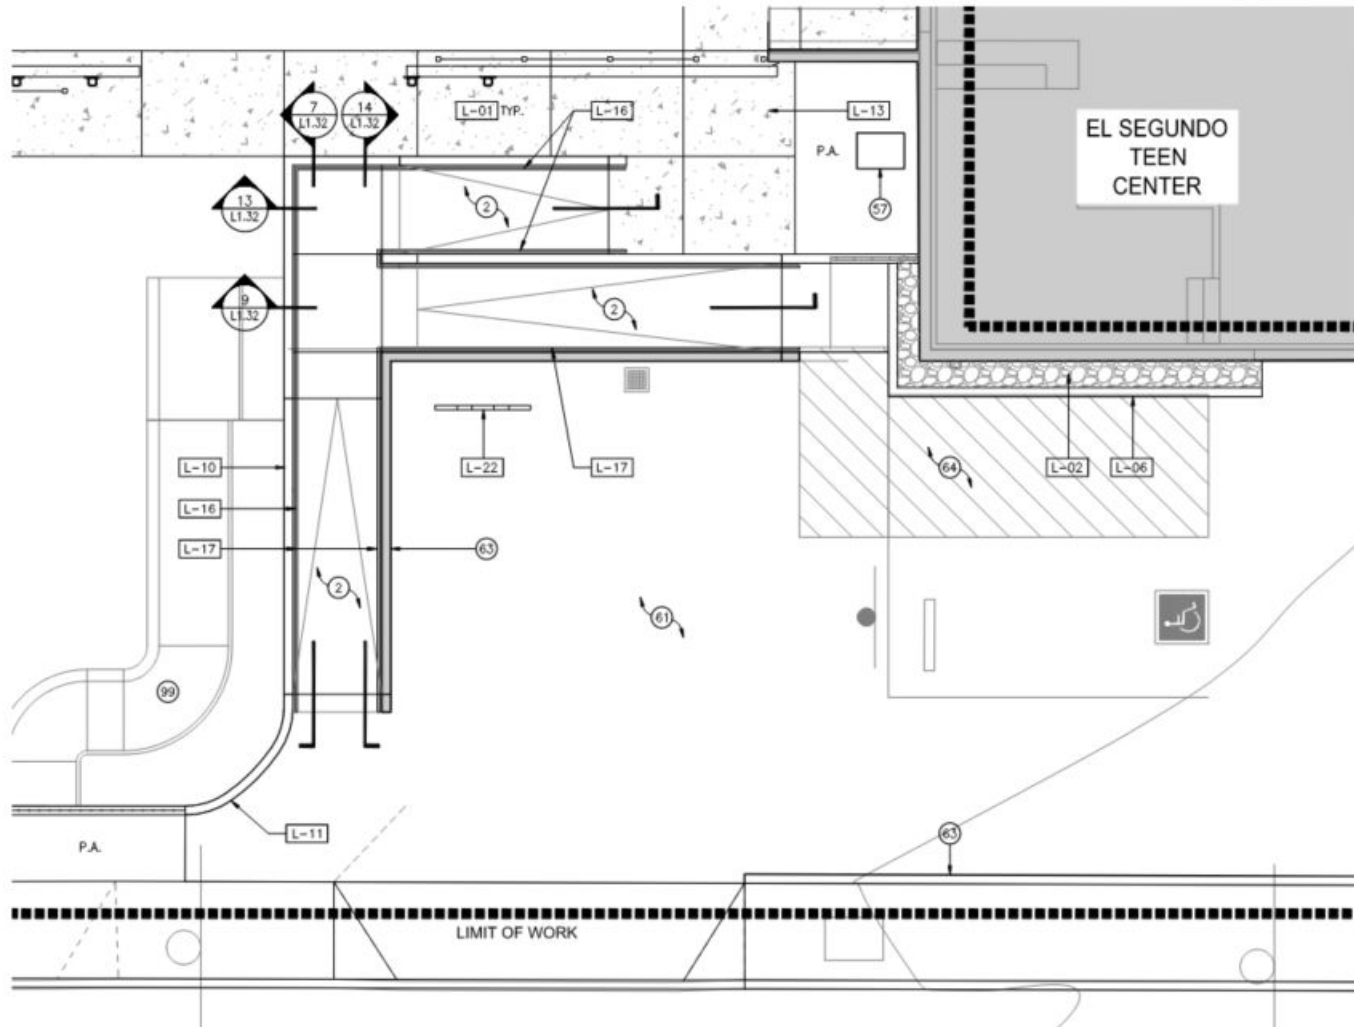 7
L1.32
14
L1.32
L-01 TYP.
L-16
L-13
P.A.
57
EL SEGUNDO
TEEN
CENTER
13
L1.32
2
9
L1.32
2
L-10
L-22
L-17
64
L-02
L-06
L-16
L-17
63
2
61
99
L-11
P.A.
63
LIMIT OF WORK